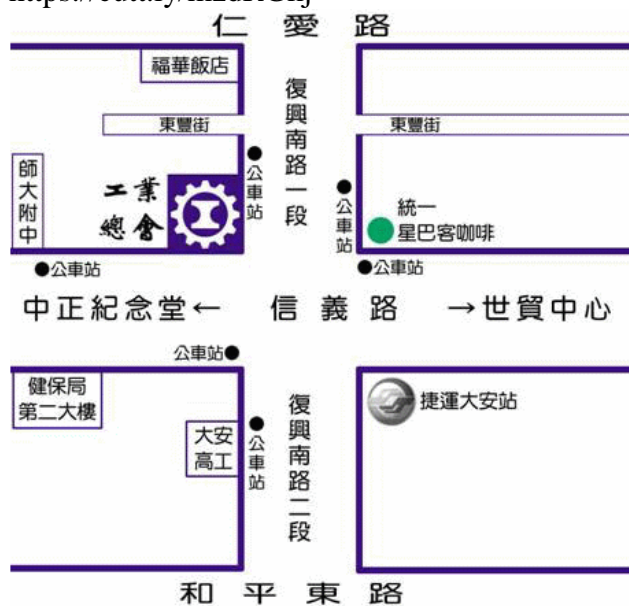 仁愛路
福華飯店
復興南路一段
東豐街
東豐街
師大附中
工業
總會
公車站
公車站
統一
星巴客咖啡
公車站
公車站
中正紀念堂← 信義路 →世貿中心
公車站
健保局
第二大樓
大安
高工
公車站
復興南路二段
捷運大安站
和平東路